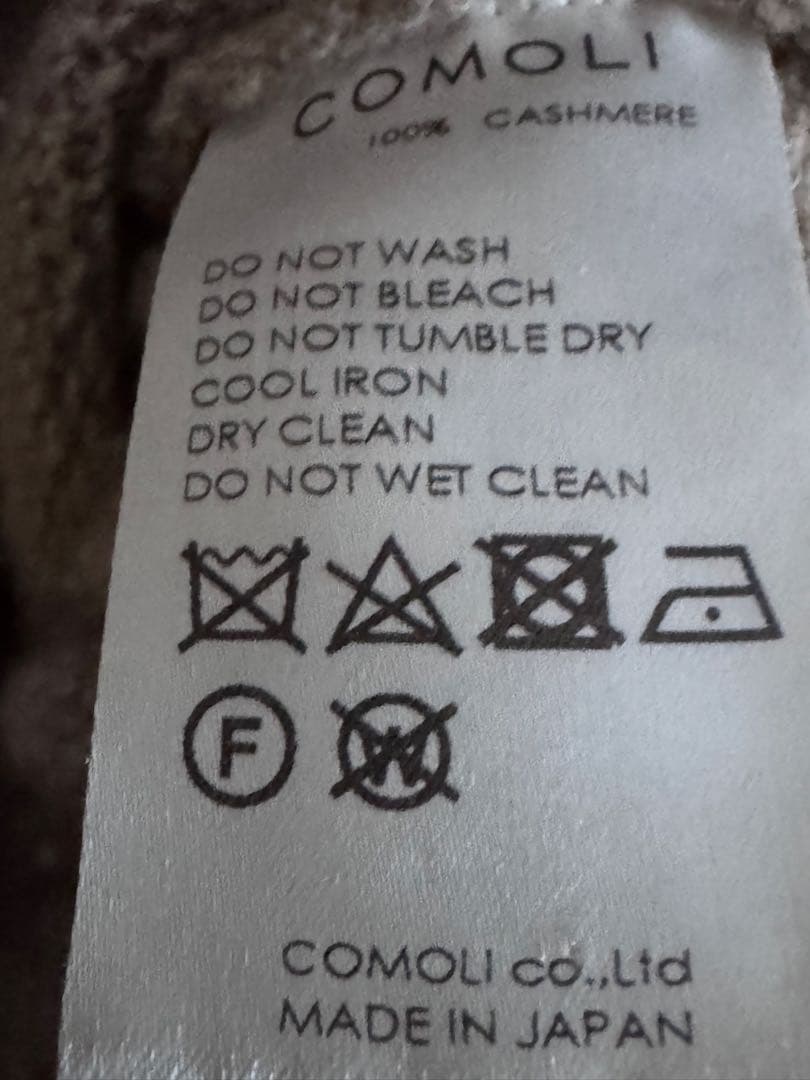 COMOLI
100% CASHMERE
DO NOT WASH
DO NOT BLEACH
DO NOT TUMBLE DRY
COOL IRON
DRY CLEAN
DO NOT WET CLEAN
F W
COMOLI co.,Ltd
MADE IN JAPAN